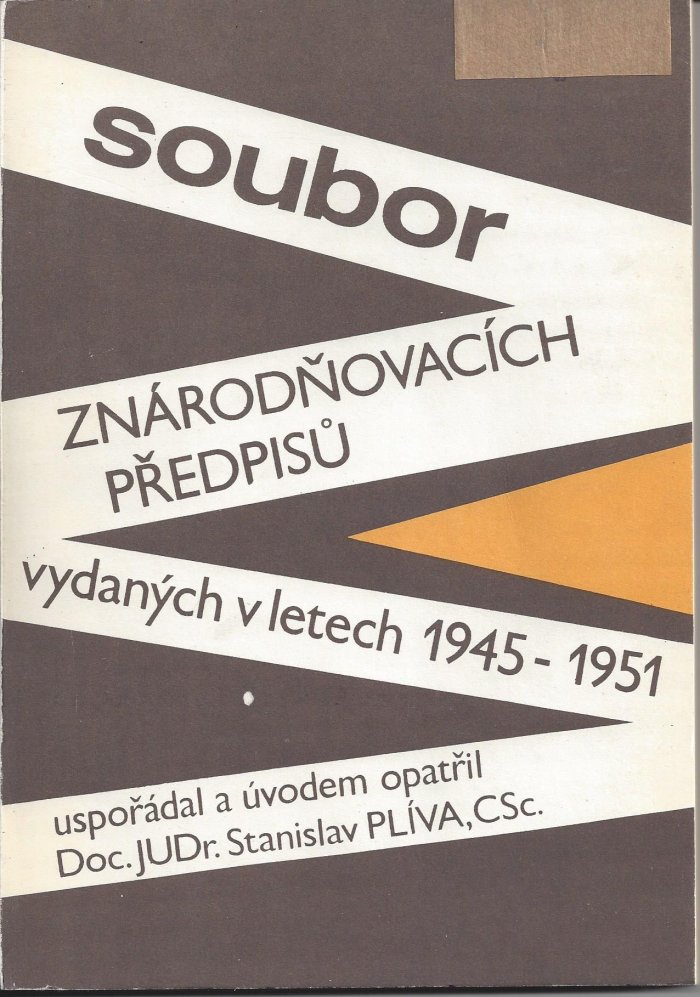 soubor
ZNÁRODŇOVACÍCH
PŘEDPISŮ
vydaných v letech 1945 - 1951
uspořádal a úvodem opatřil
Doc. JUDr. Stanislav PLÍVA, CSc.